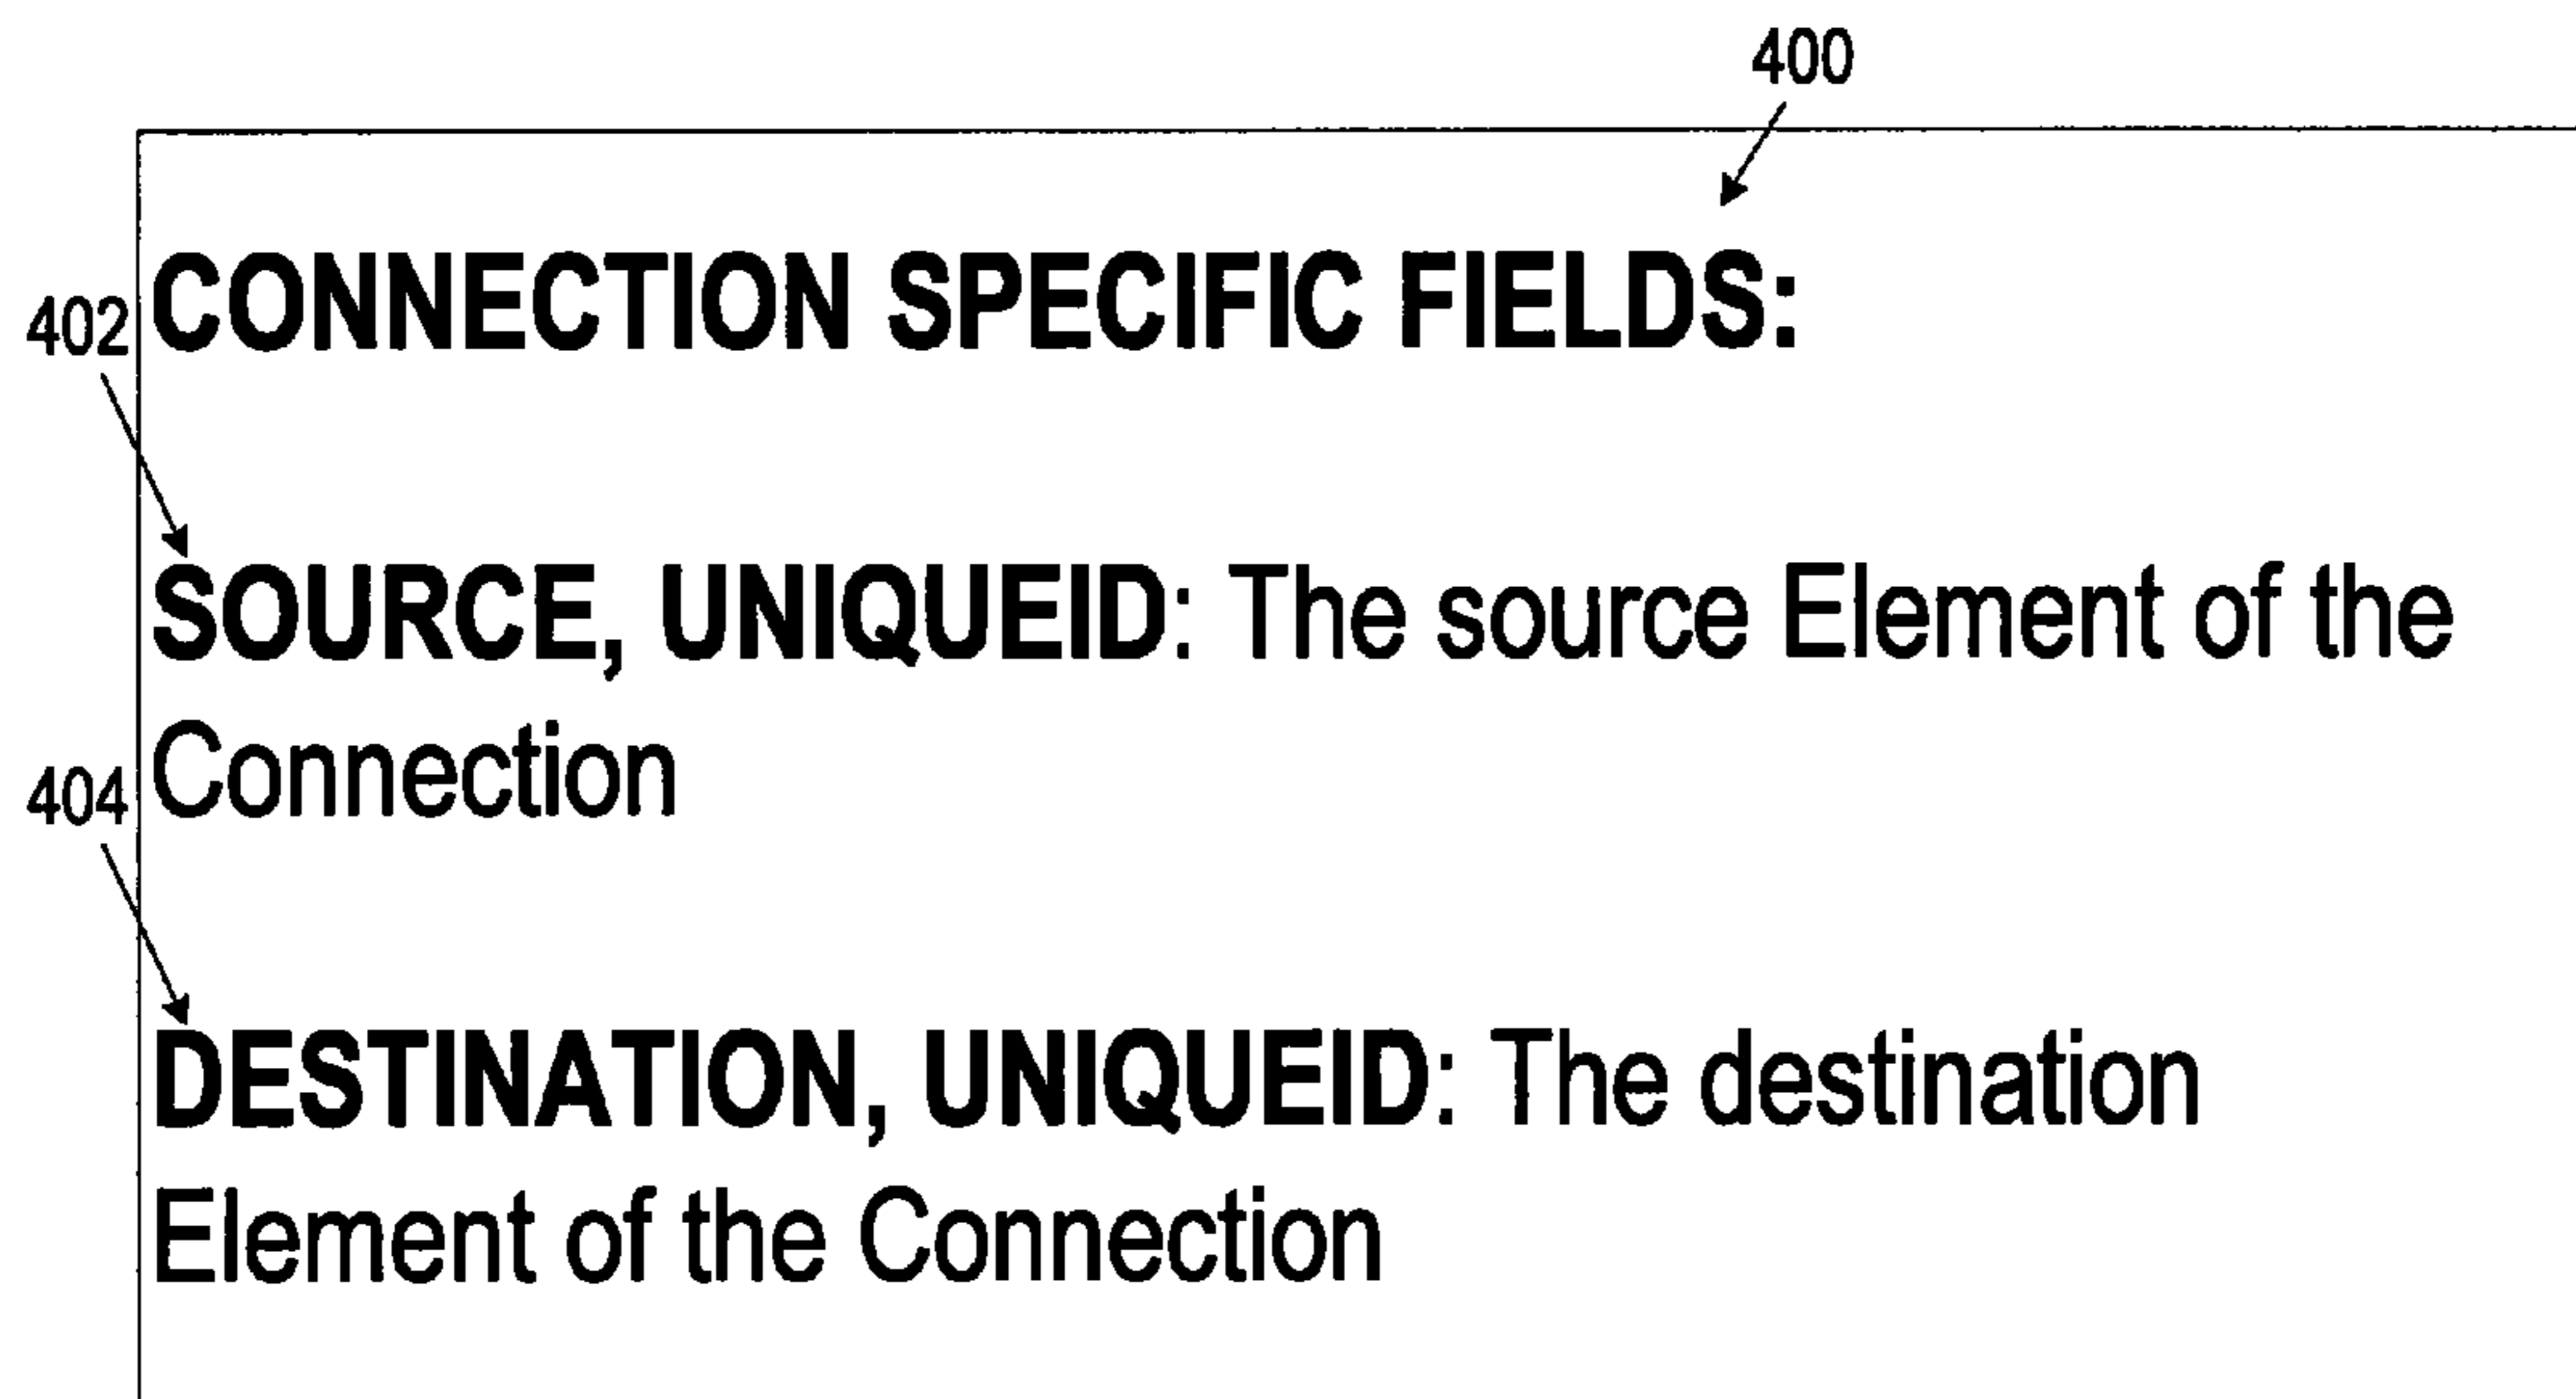 400
402 CONNECTION SPECIFIC FIELDS:
SOURCE, UNIQUEID: The source Element of the
404 Connection
DESTINATION, UNIQUEID: The destination
Element of the Connection